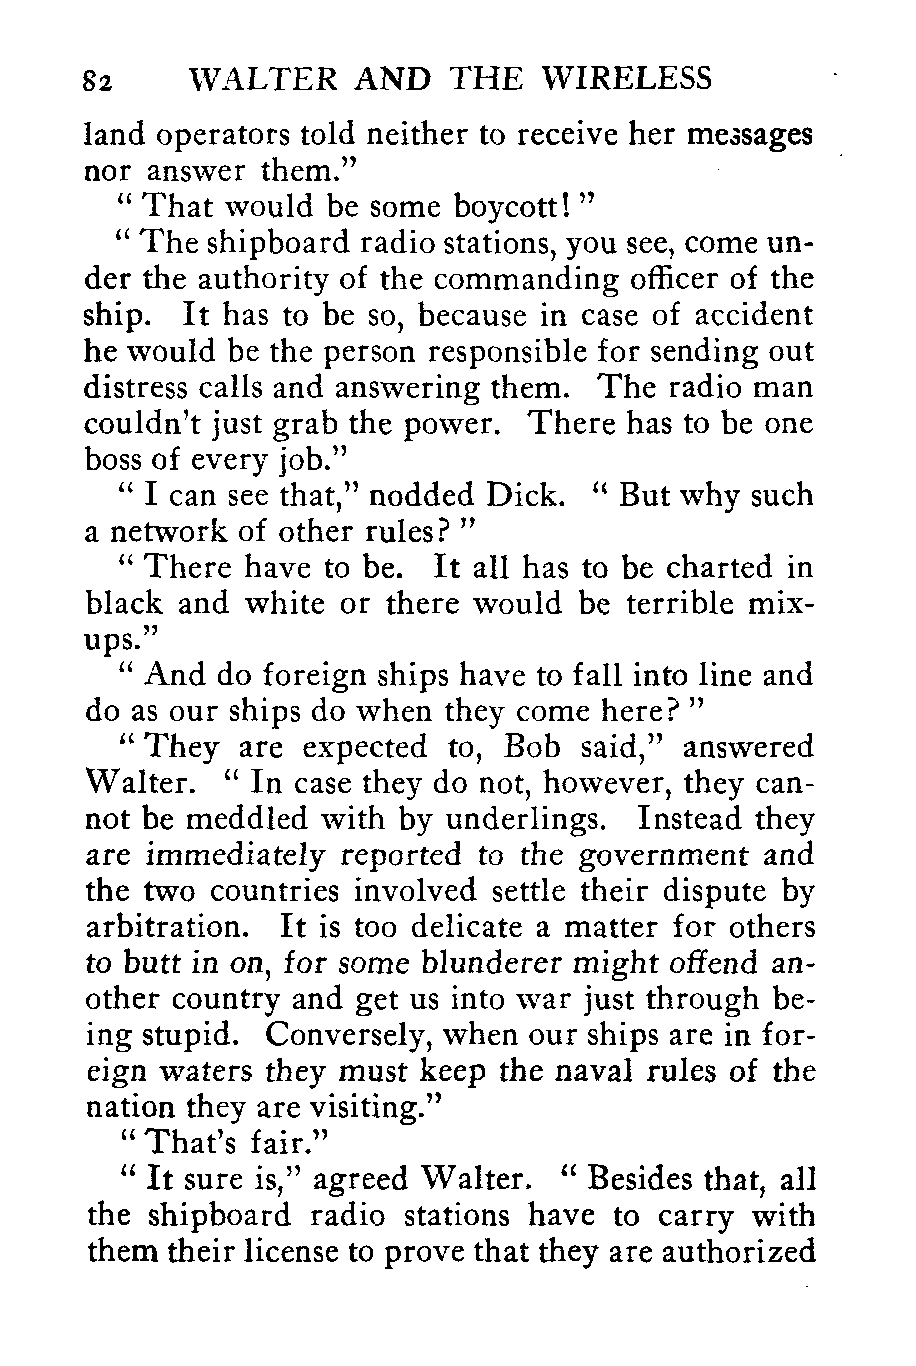 82 WALTER AND THE WIRELESS
land operators told neither to receive her messages
nor answer them."
" That would be some boycott! "
" The shipboard radio stations, you see, come un-
der the authority of the commanding officer of the
ship. It has to be so, because in case of accident
he would be the person responsible for sending out
distress calls and answering them. The radio man
couldn't just grab the power. There has to be one
boss of every job."
" I can see that," nodded Dick. " But why such
a network of other rules? "
" There have to be. It all has to be charted in
black and white or there would be terrible mix-
ups."
" And do foreign ships have to fall into line and
do as our ships do when they come here? "
" They are expected to, Bob said," answered
Walter. " In case they do not, however, they can-
not be meddled with by underlings. Instead they
are immediately reported to the government and
the two countries involved settle their dispute by
arbitration. It is too delicate a matter for others
to butt in on, for some blunderer might offend an-
other country and get us into war just through be-
ing stupid. Conversely, when our ships are in for-
eign waters they must keep the naval rules of the
nation they are visiting."
" That's fair."
" It sure is," agreed Walter. " Besides that, all
the shipboard radio stations have to carry with
them their license to prove that they are authorized